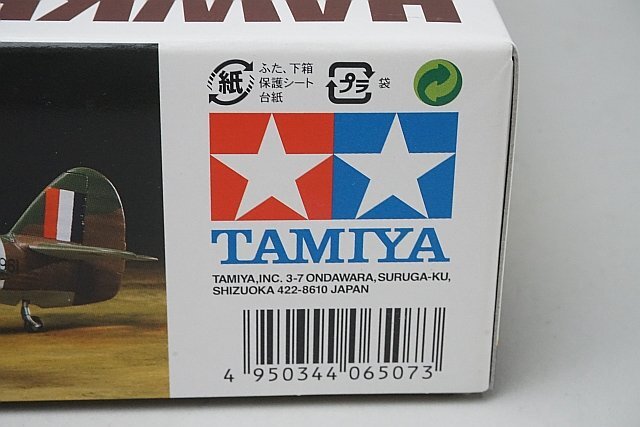 HAWKE
紙
ふた、下箱
保護シート
台紙
プラ
袋
TAMIYA
TAMIYA,INC. 3-7 ONDAWARA,SURUGA-KU,
SHIZUOKA 422-8610 JAPAN
4 950344 065073